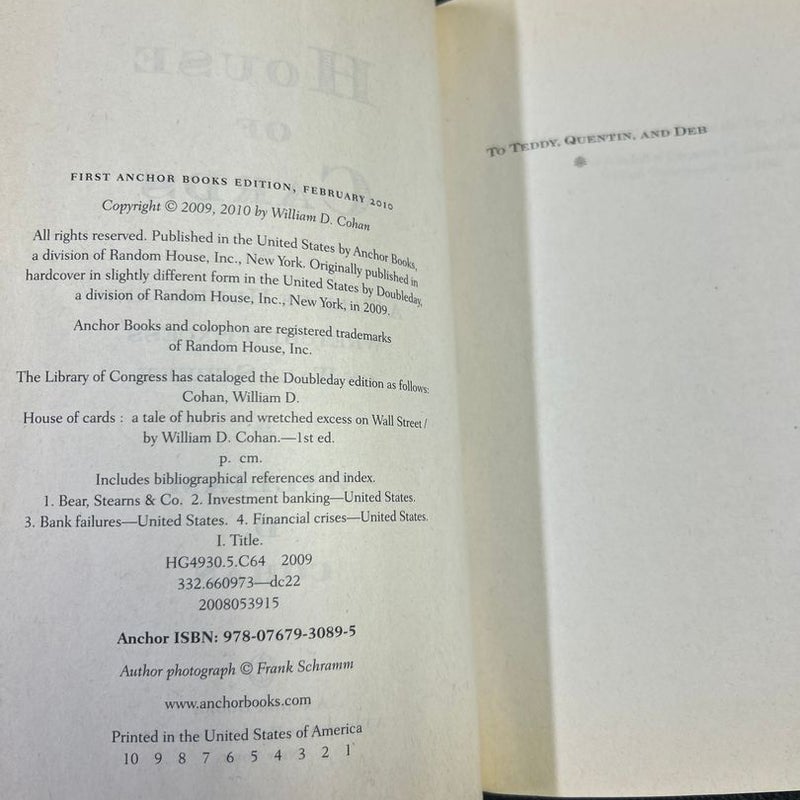 FIRST ANCHOR BOOKS EDITION, FEBRUARY 2010
Copyright © 2009, 2010 by William D. Cohan
All rights reserved. Published in the United States by Anchor Books,
a division of Random House, Inc., New York. Originally published in
hardcover in slightly different form in the United States by Doubleday,
a division of Random House, Inc., New York, in 2009.
Anchor Books and colophon are registered trademarks
of Random House, Inc.
The Library of Congress has cataloged the Doubleday edition as follows:
Cohan, William D.
House of cards : a tale of hubris and wretched excess on Wall Street /
by William D. Cohan.—1st ed.
p. cm.
Includes bibliographical references and index.
1. Bear, Stearns & Co. 2. Investment banking—United States.
3. Bank failures—United States. 4. Financial crises—United States.
I. Title.
HG4930.5.C64 2009
332.660973—dc22
2008053915
Anchor ISBN: 978-07679-3089-5
Author photograph © Frank Schramm
www.anchorbooks.com
Printed in the United States of America
10 9 8 7 6 5 4 3 2 1
TO TEDDY, QUENTIN, AND DEB